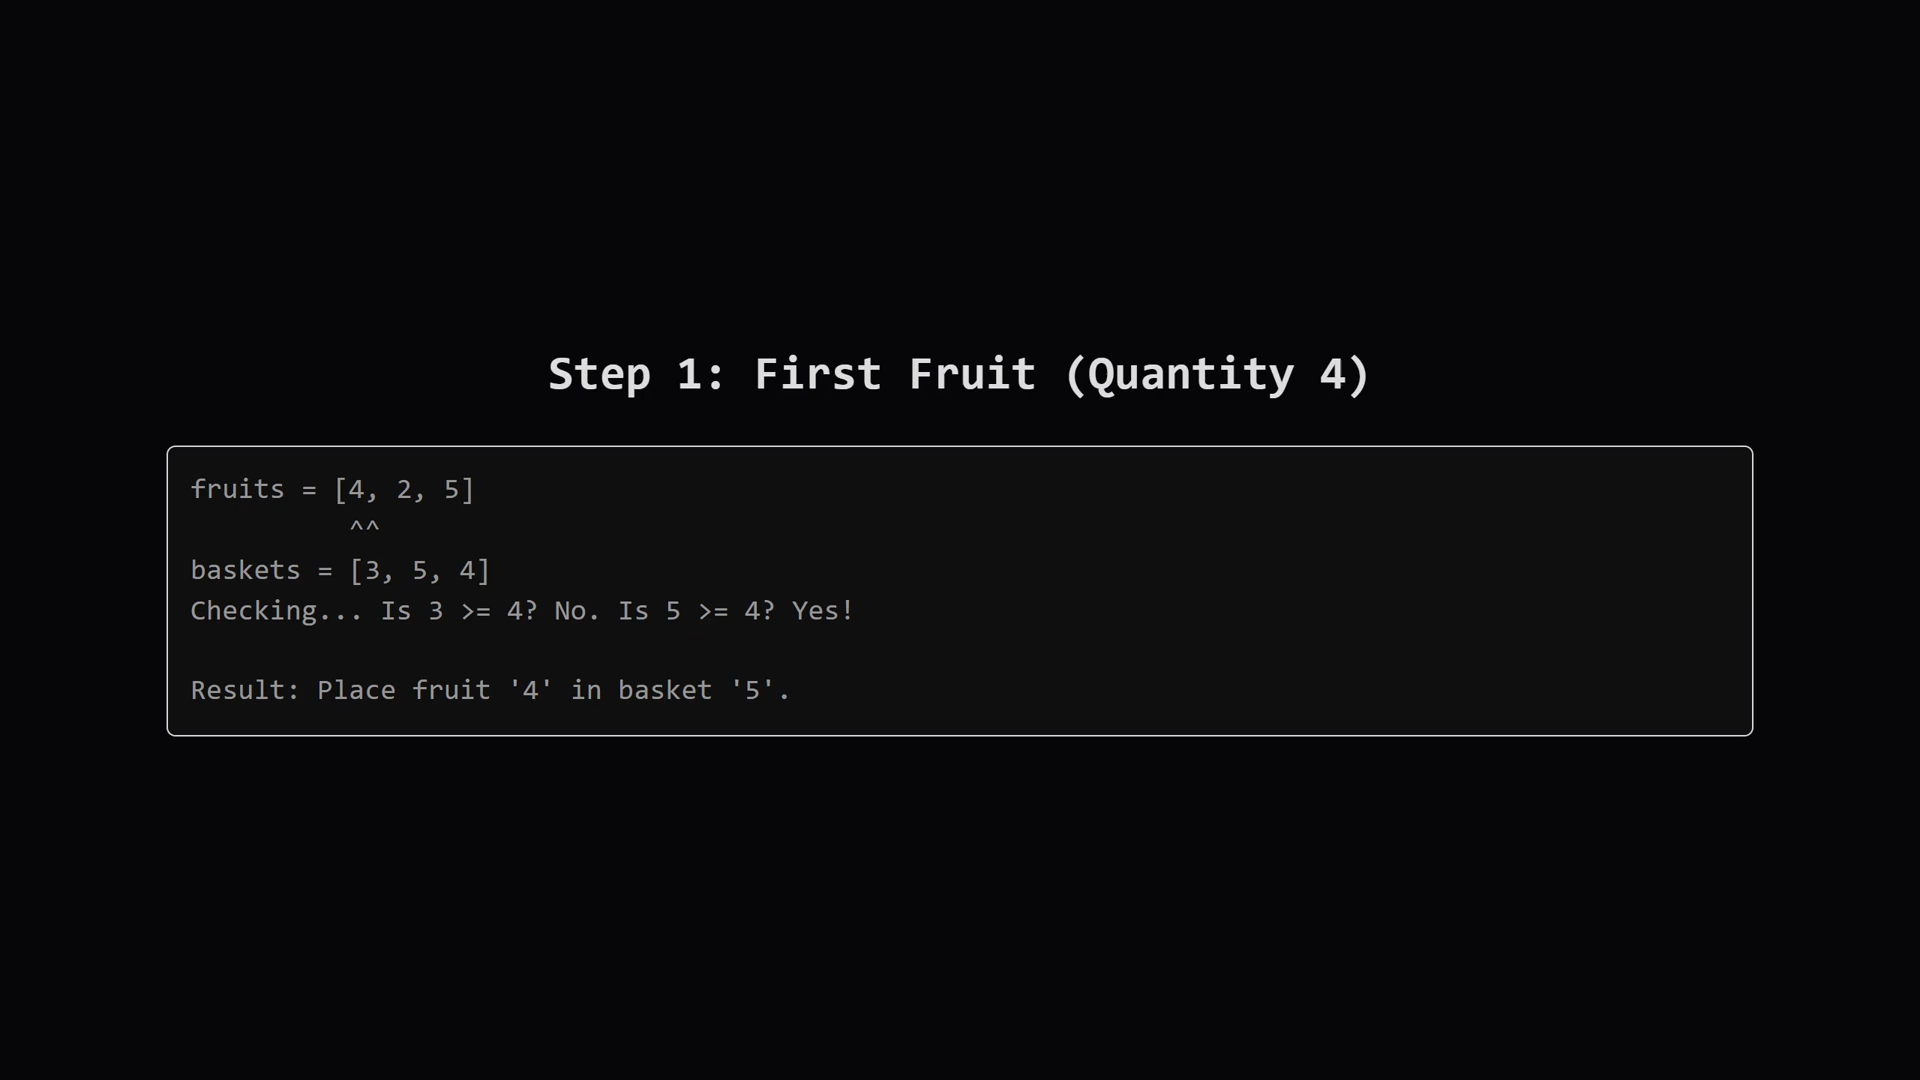 Step 1: First Fruit (Quantity 4)
fruits = [4, 2, 5]
^^
baskets = [3, 5, 4]
Checking... Is 3 >= 4? No. Is 5 >= 4? Yes!
Result: Place fruit '4' in basket '5'.